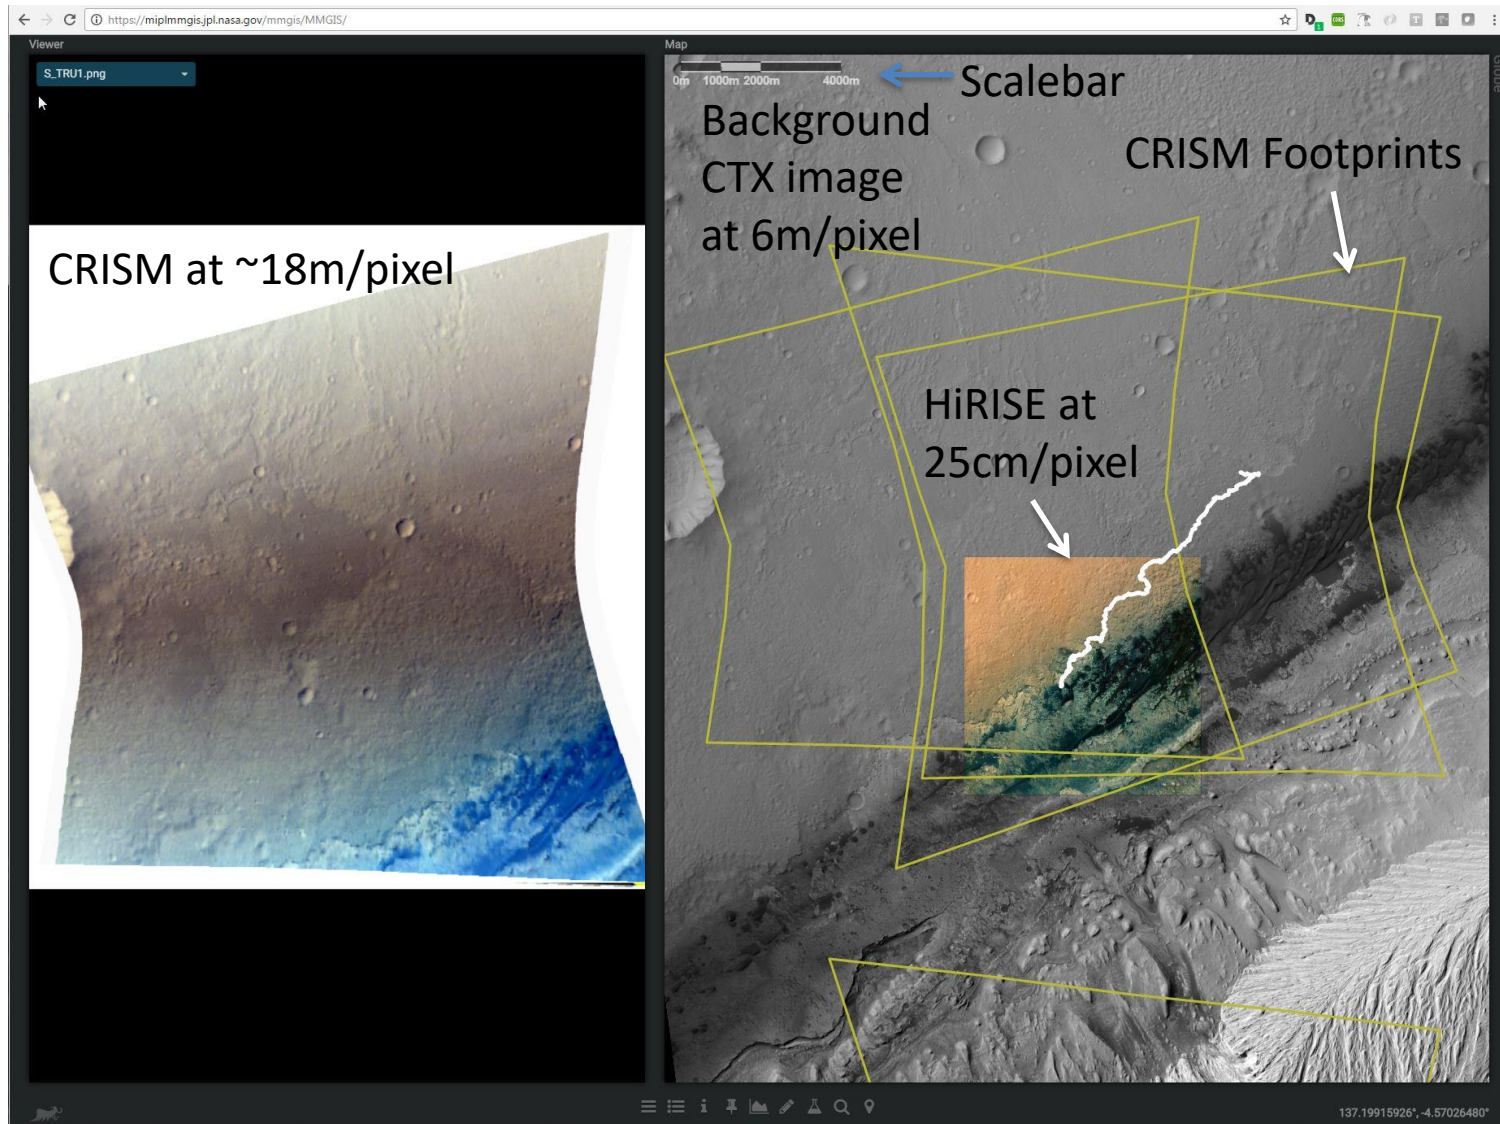 https://miplmmgis.jpl.nasa.gov/mmgis/MMGIS/
Viewer
S_TRU1.png
CRISM at ~18m/pixel
Map
0m 1000m 2000m 4000m
Scalebar
Globe
Background
CTX image
at 6m/pixel
CRISM Footprints
HiRISE at
25cm/pixel
137.19915926°, -4.57026480°